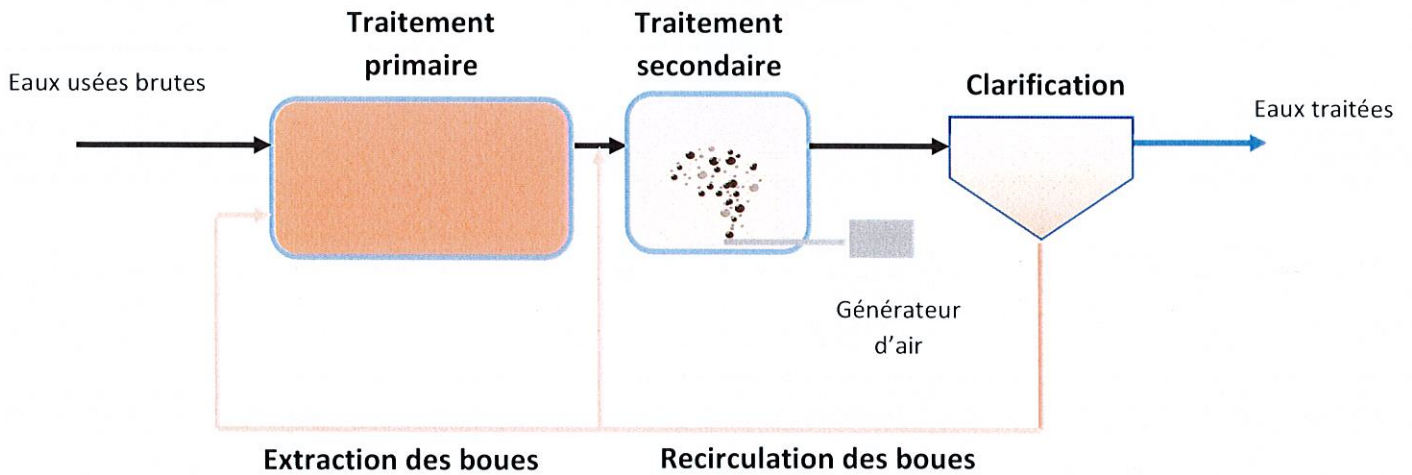 Traitement
primaire
Traitement
secondaire
Eaux usées brutes
Clarification
Eaux traitées
Générateur
d'air
Extraction des boues
Recirculation des boues